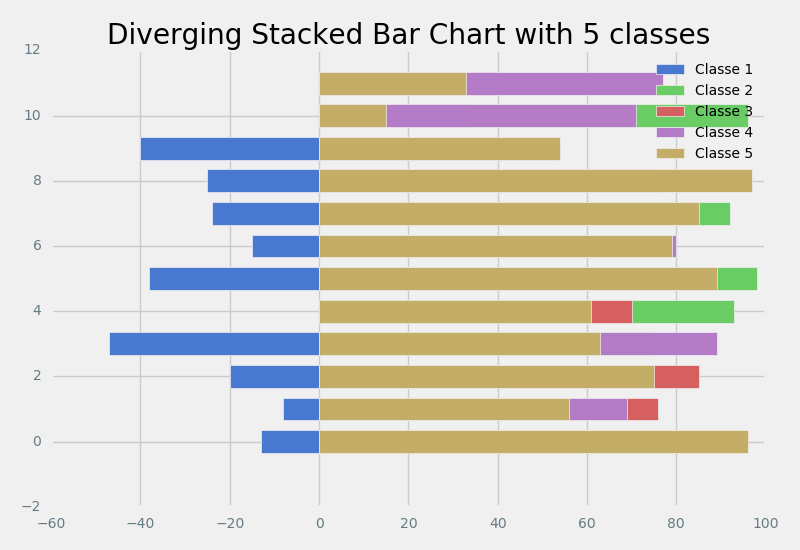 Diverging Stacked Bar Chart with 5 classes
12
10
8
6
4
2
0
−2
Classe 1
Classe 2
Classe 3
Classe 4
Classe 5
−60 −40 −20 0 20 40 60 80 100